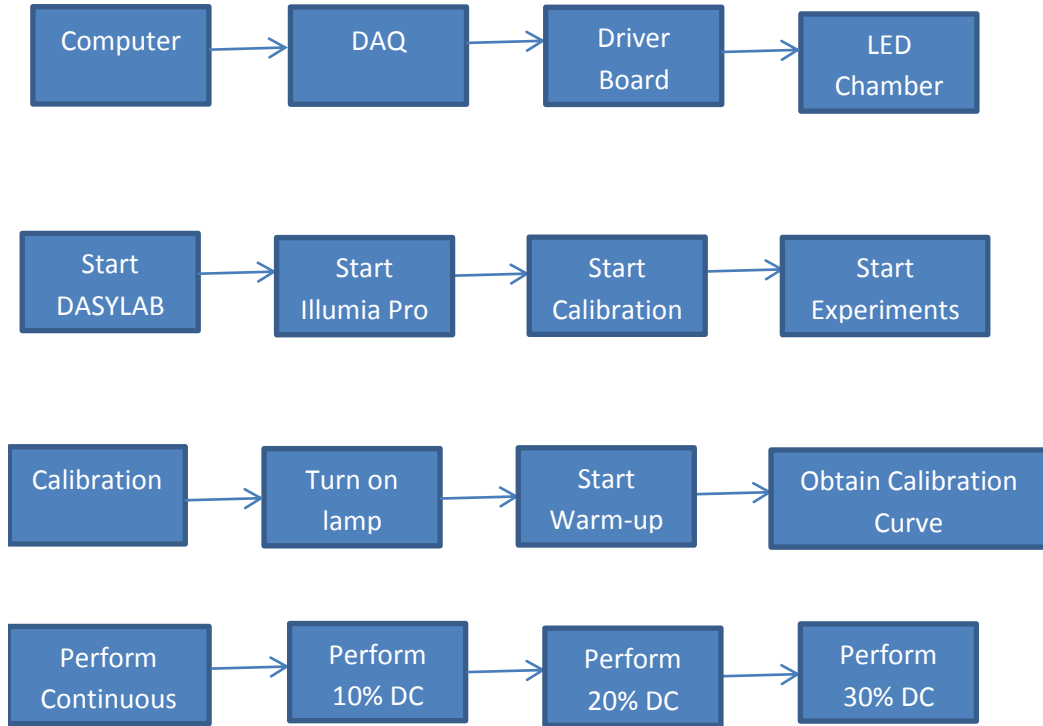 Computer
DAQ
Driver
Board
LED
Chamber
Start
DASYLAB
Start
Illumia Pro
Start
Calibration
Start
Experiments
Calibration
Turn on
lamp
Start
Warm-up
Obtain Calibration
Curve
Perform
Continuous
Perform
10% DC
Perform
20% DC
Perform
30% DC